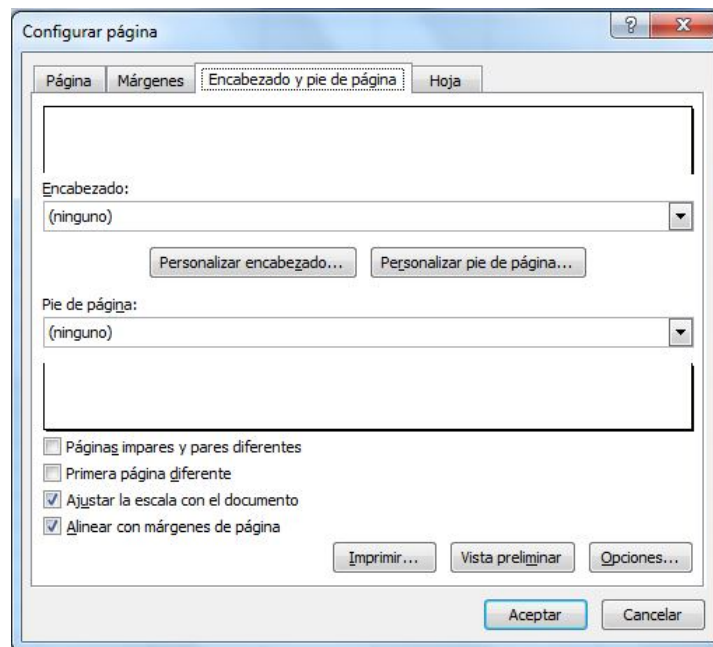 Configurar página
Página Márgenes Encabezado y pie de página Hoja
Encabezado:
(ninguno)
Personalizar encabezado... Personalizar pie de página...
Pie de página:
(ninguno)
Páginas impares y pares diferentes
Primera página diferente
Ajustar la escala con el documento
Alinear con márgenes de página
Imprimir... Vista preliminar Opciones...
Aceptar Cancelar